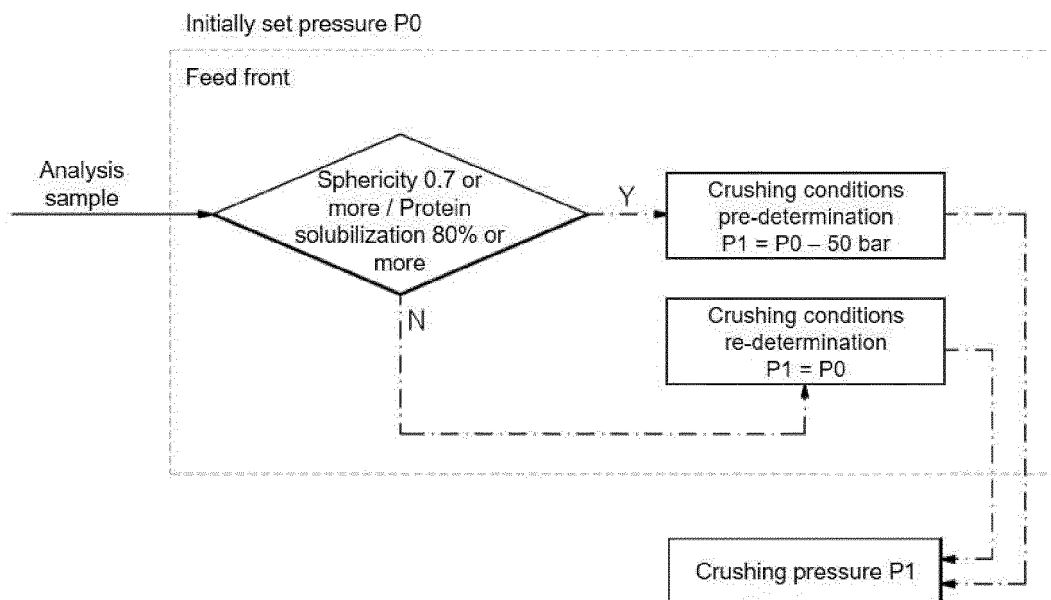 Initially set pressure P0
Feed front
Analysis
sample
Sphericity 0.7 or
more / Protein
solubilization 80% or
more
Y
Crushing conditions
pre-determination
P1 = P0 – 50 bar
N
Crushing conditions
re-determination
P1 = P0
Crushing pressure P1